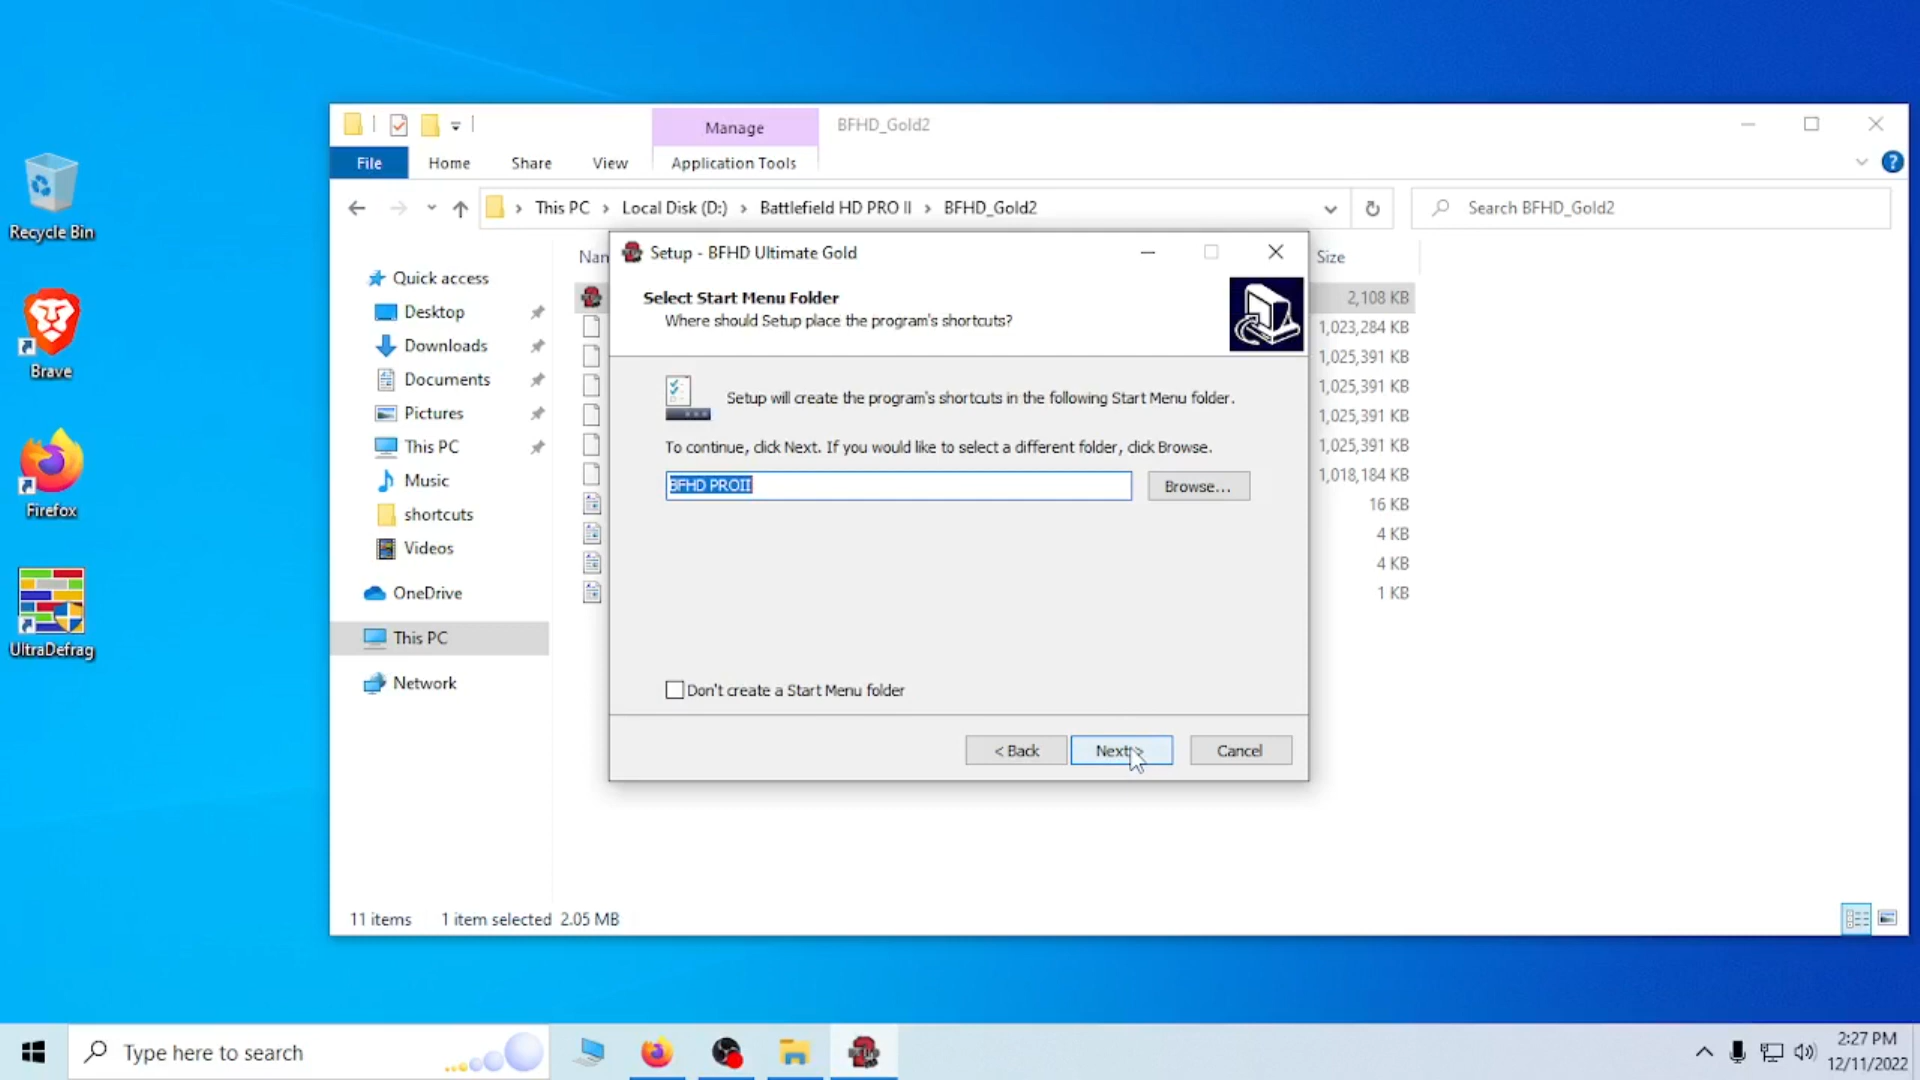 Manage
BFHD_Gold2
File
Home
Share
View
Application Tools
This PC
Local Disk (D:)
Battlefield HD PRO II
BFHD_Gold2
Search BFHD_Gold2
Recycle Bin
Brave
Firefox
UltraDefrag
Quick access
Desktop
Downloads
Documents
Pictures
This PC
Music
shortcuts
Videos
OneDrive
This PC
Network
Size
2,108 KB
1,023,284 KB
1,025,391 KB
1,025,391 KB
1,025,391 KB
1,025,391 KB
1,018,184 KB
16 KB
4 KB
4 KB
1 KB
Setup - BFHD Ultimate Gold
Select Start Menu Folder
Where should Setup place the program's shortcuts?
Setup will create the program's shortcuts in the following Start Menu folder.
To continue, click Next. If you would like to select a different folder, click Browse.
BFHD PROII
Browse...
Don't create a Start Menu folder
< Back
Next >
Cancel
11 items
1 item selected 2.05 MB
Type here to search
2:27 PM
12/11/2022